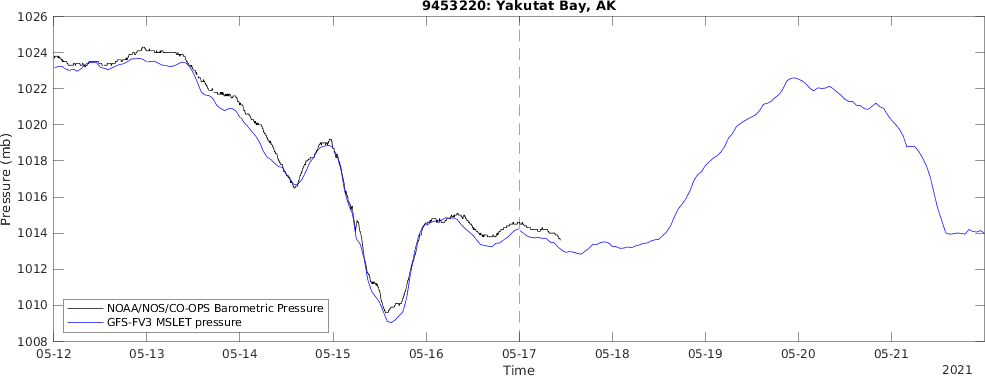 9453220: Yakutat Bay, AK
Pressure (mb)
1026
1024
1022
1020
1018
1016
1014
1012
1010
1008
NOAA/NOS/CO-OPS Barometric Pressure
GFS-FV3 MSLET pressure
05-12 05-13 05-14 05-15 05-16 05-17 05-18 05-19 05-20 05-21
Time
2021